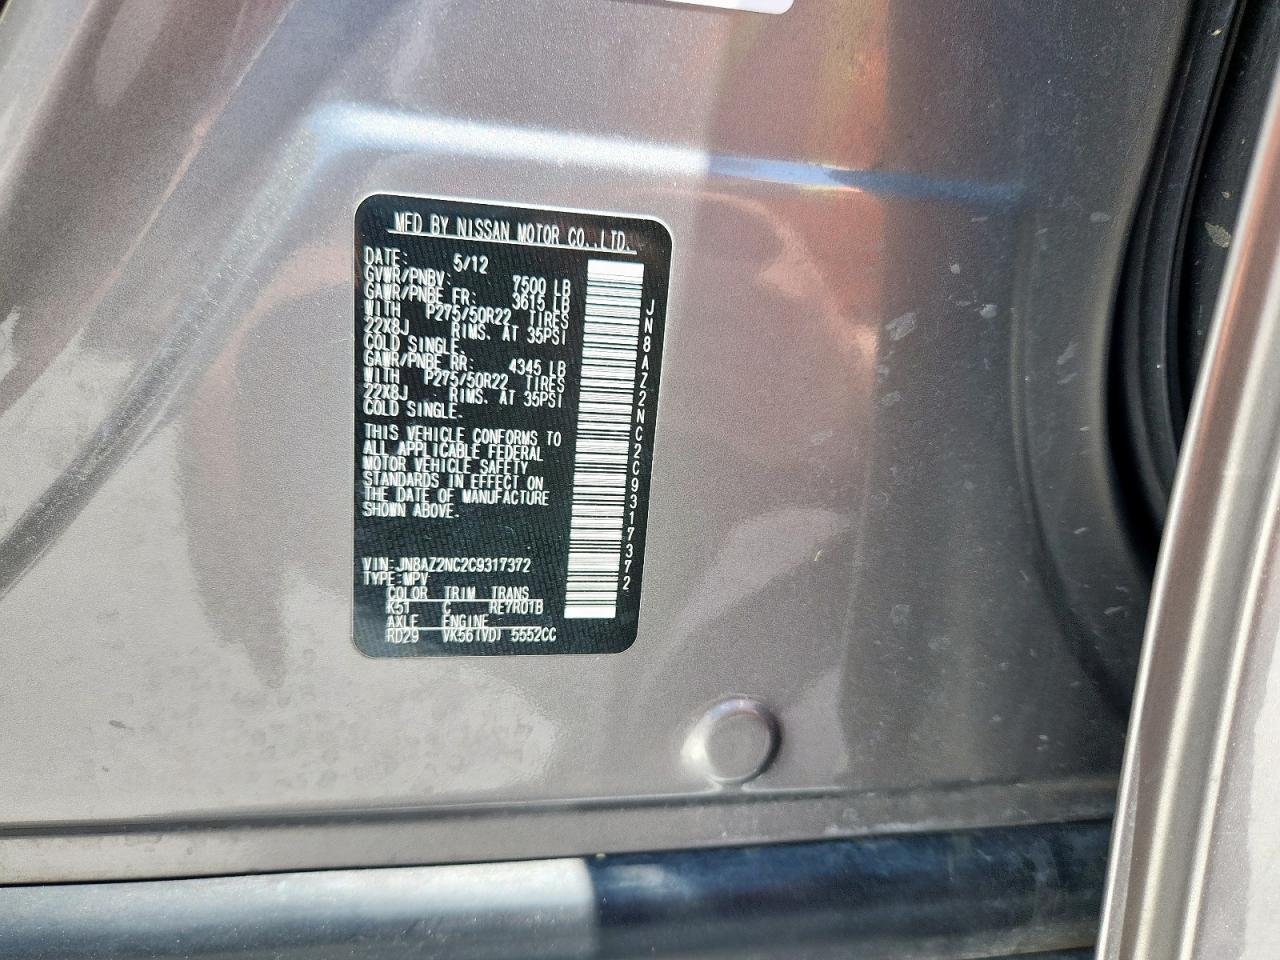 MFD BY NISSAN MOTOR CO.,LTD.
DATE: 5/12
GVWR/PNBV: 7500 LB
GAWR/PNBE FR: 3615 LB
WITH P275/50R22 TIRES
22X8J RIMS. AT 35PSI
COLD SINGLE.
GAWR/PNBE RR: 4345 LB
WITH P275/50R22 TIRES
22X8J RIMS. AT 35PSI
COLD SINGLE.
THIS VEHICLE CONFORMS TO
ALL APPLICABLE FEDERAL
MOTOR VEHICLE SAFETY
STANDARDS IN EFFECT ON
THE DATE OF MANUFACTURE
SHOWN ABOVE.
VIN:JN8AZ2NC2C9317372
TYPE:MPV
COLOR TRIM TRANS
K51 C RE7R01B
AXLE ENGINE
RD29 VK56(VD) 5552CC
JN8AZ2NC2C9317372